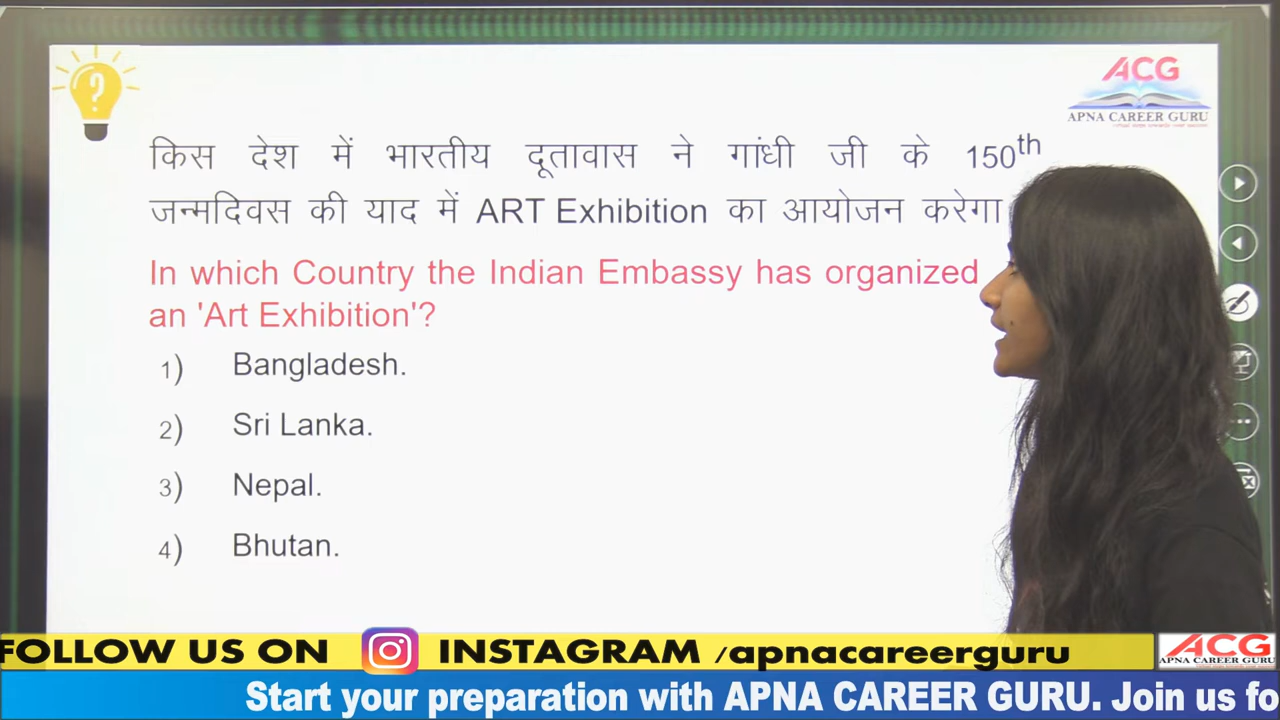 ?
ACG
APNA CAREER GURU
किस देश में भारतीय दूतावास ने गांधी जी के 150th
जन्मदिवस की याद में ART Exhibition का आयोजन करेगा
In which Country the Indian Embassy has organized
an 'Art Exhibition'?
1) Bangladesh.
2) Sri Lanka.
3) Nepal.
4) Bhutan.
FOLLOW US ON INSTAGRAM /apnacareerguru
ACG
APNA CAREER GURU
Start your preparation with APNA CAREER GURU. Join us fo